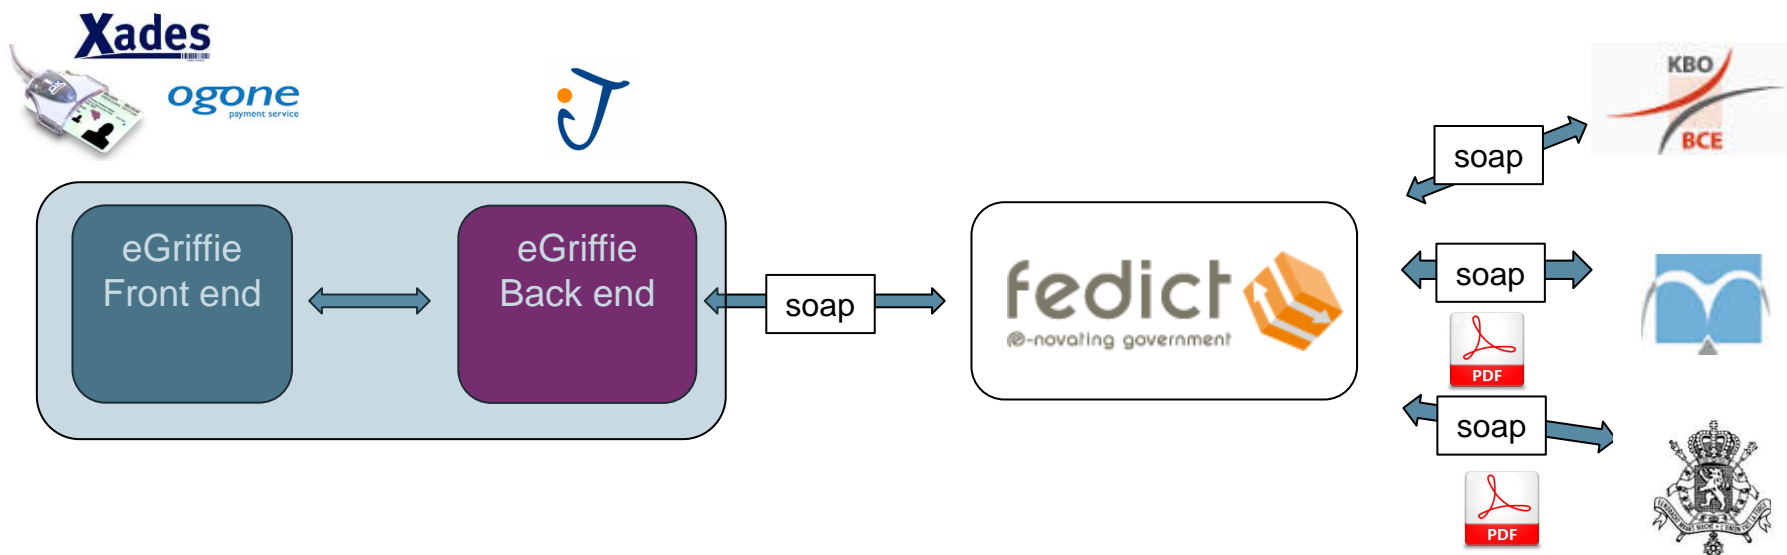 Xades
ogone
payment service
iJ
eGriffie
Front end
eGriffie
Back end
soap
fedict
e-novating government
soap
KBO
BCE
soap
PDF
soap
PDF